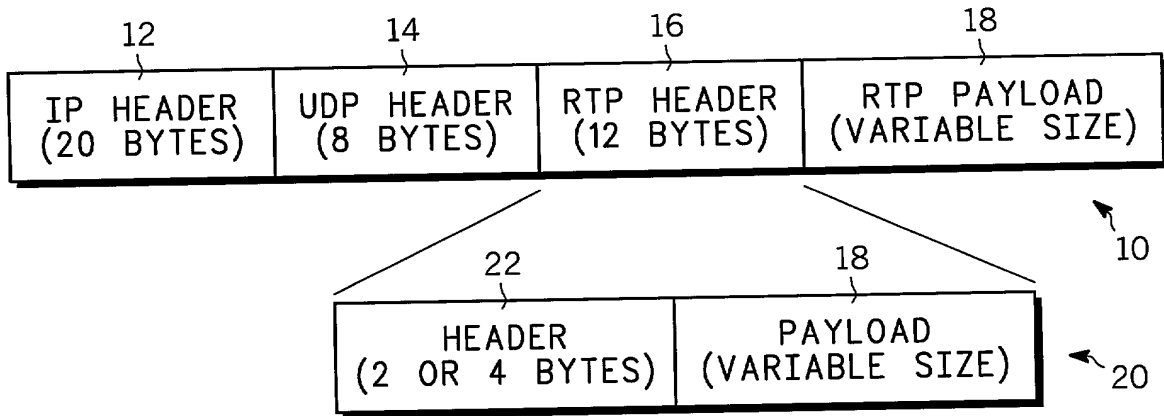 12
14
16
18
IP HEADER
(20 BYTES)
UDP HEADER
(8 BYTES)
RTP HEADER
(12 BYTES)
RTP PAYLOAD
(VARIABLE SIZE)
10
22
18
HEADER
(2 OR 4 BYTES)
PAYLOAD
(VARIABLE SIZE)
20